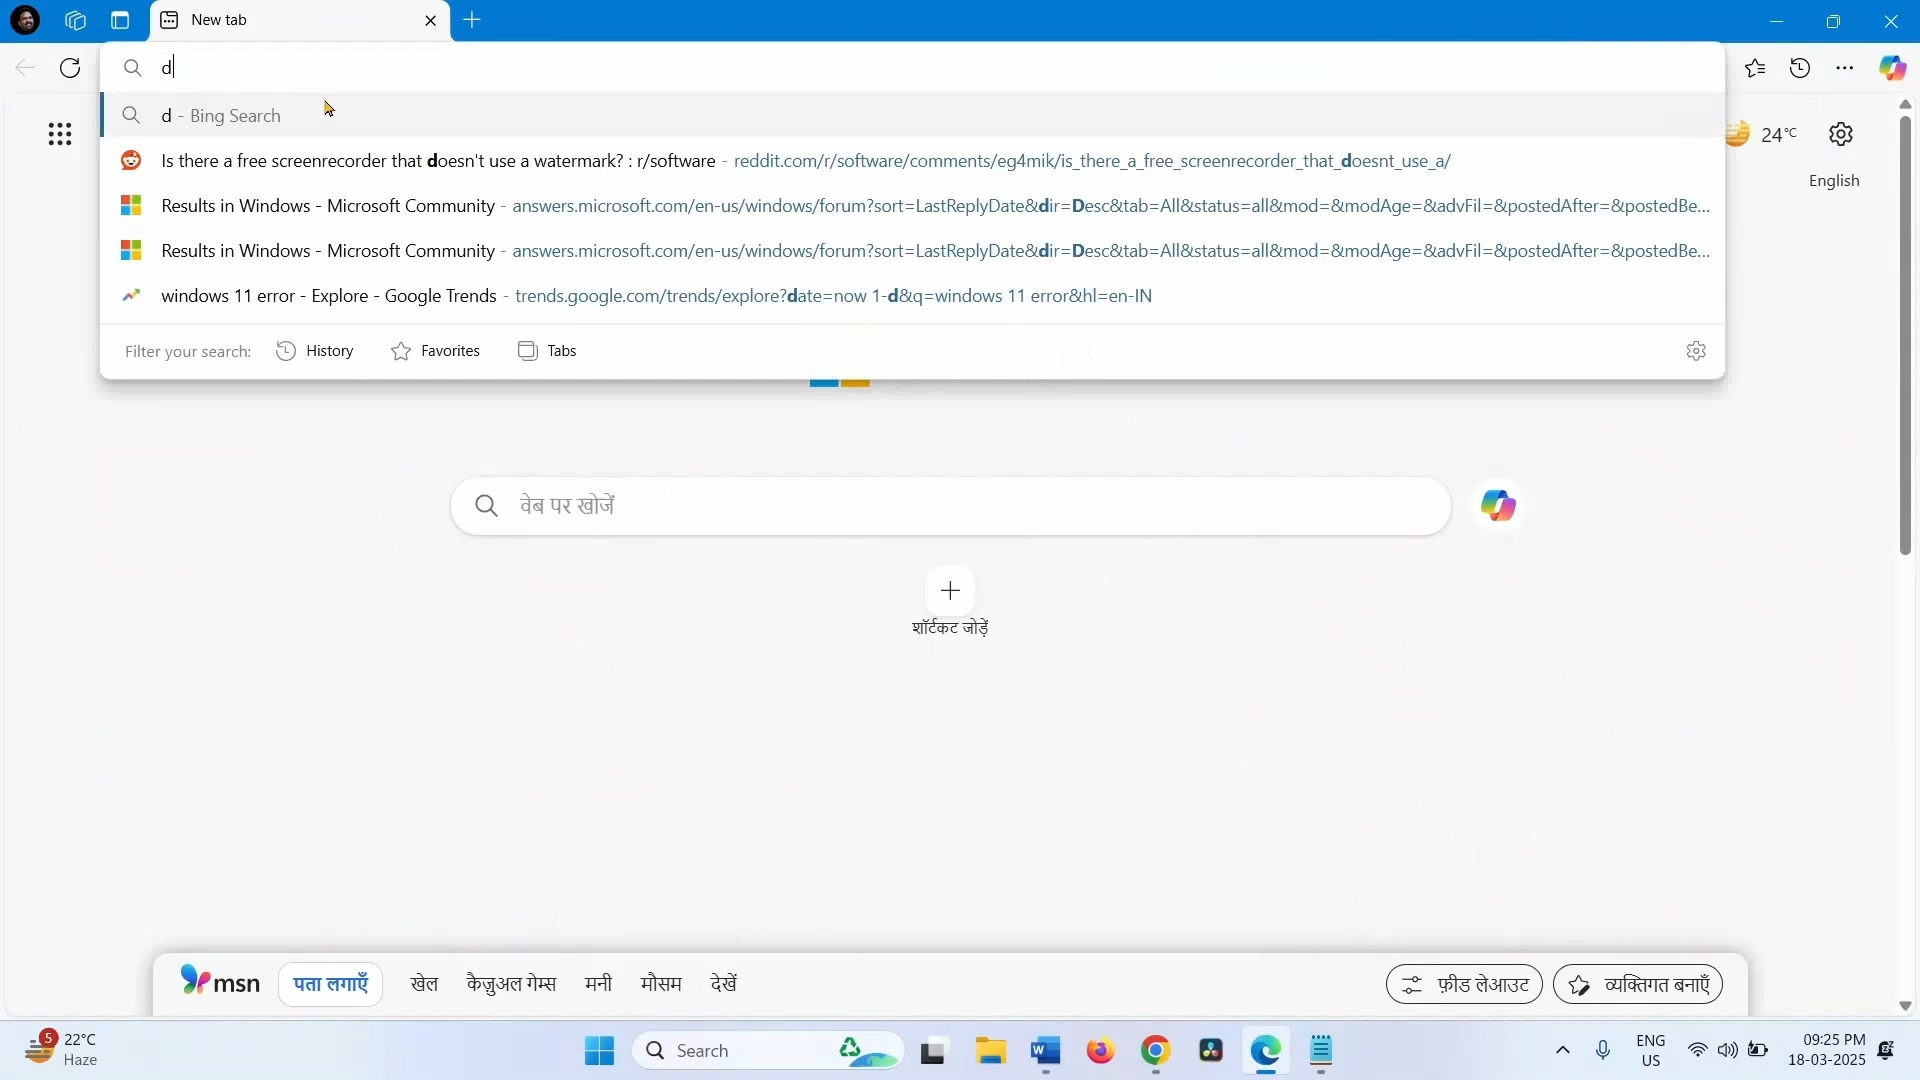 New tab
d
d - Bing Search
Is there a free screenrecorder that doesn't use a watermark? : r/software - reddit.com/r/software/comments/eg4mik/is_there_a_free_screenrecorder_that_doesnt_use_a/
Results in Windows - Microsoft Community - answers.microsoft.com/en-us/windows/forum?sort=LastReplyDate&dir=Desc&tab=All&status=all&mod=&modAge=&advFil=&postedAfter=&postedBe...
Results in Windows - Microsoft Community - answers.microsoft.com/en-us/windows/forum?sort=LastReplyDate&dir=Desc&tab=All&status=all&mod=&modAge=&advFil=&postedAfter=&postedBe...
windows 11 error - Explore - Google Trends - trends.google.com/trends/explore?date=now 1-d&q=windows 11 error&hl=en-IN
Filter your search: History Favorites Tabs
24°C
English
वेब पर खोजें
शॉर्टकट जोड़ें
msn पता लगाएँ खेल कैज़ुअल गेम्स मनी मौसम देखें फ़ीड लेआउट व्यक्तिगत बनाएँ
5 22°C
Haze
Search
ENG
US
09:25 PM
18-03-2025